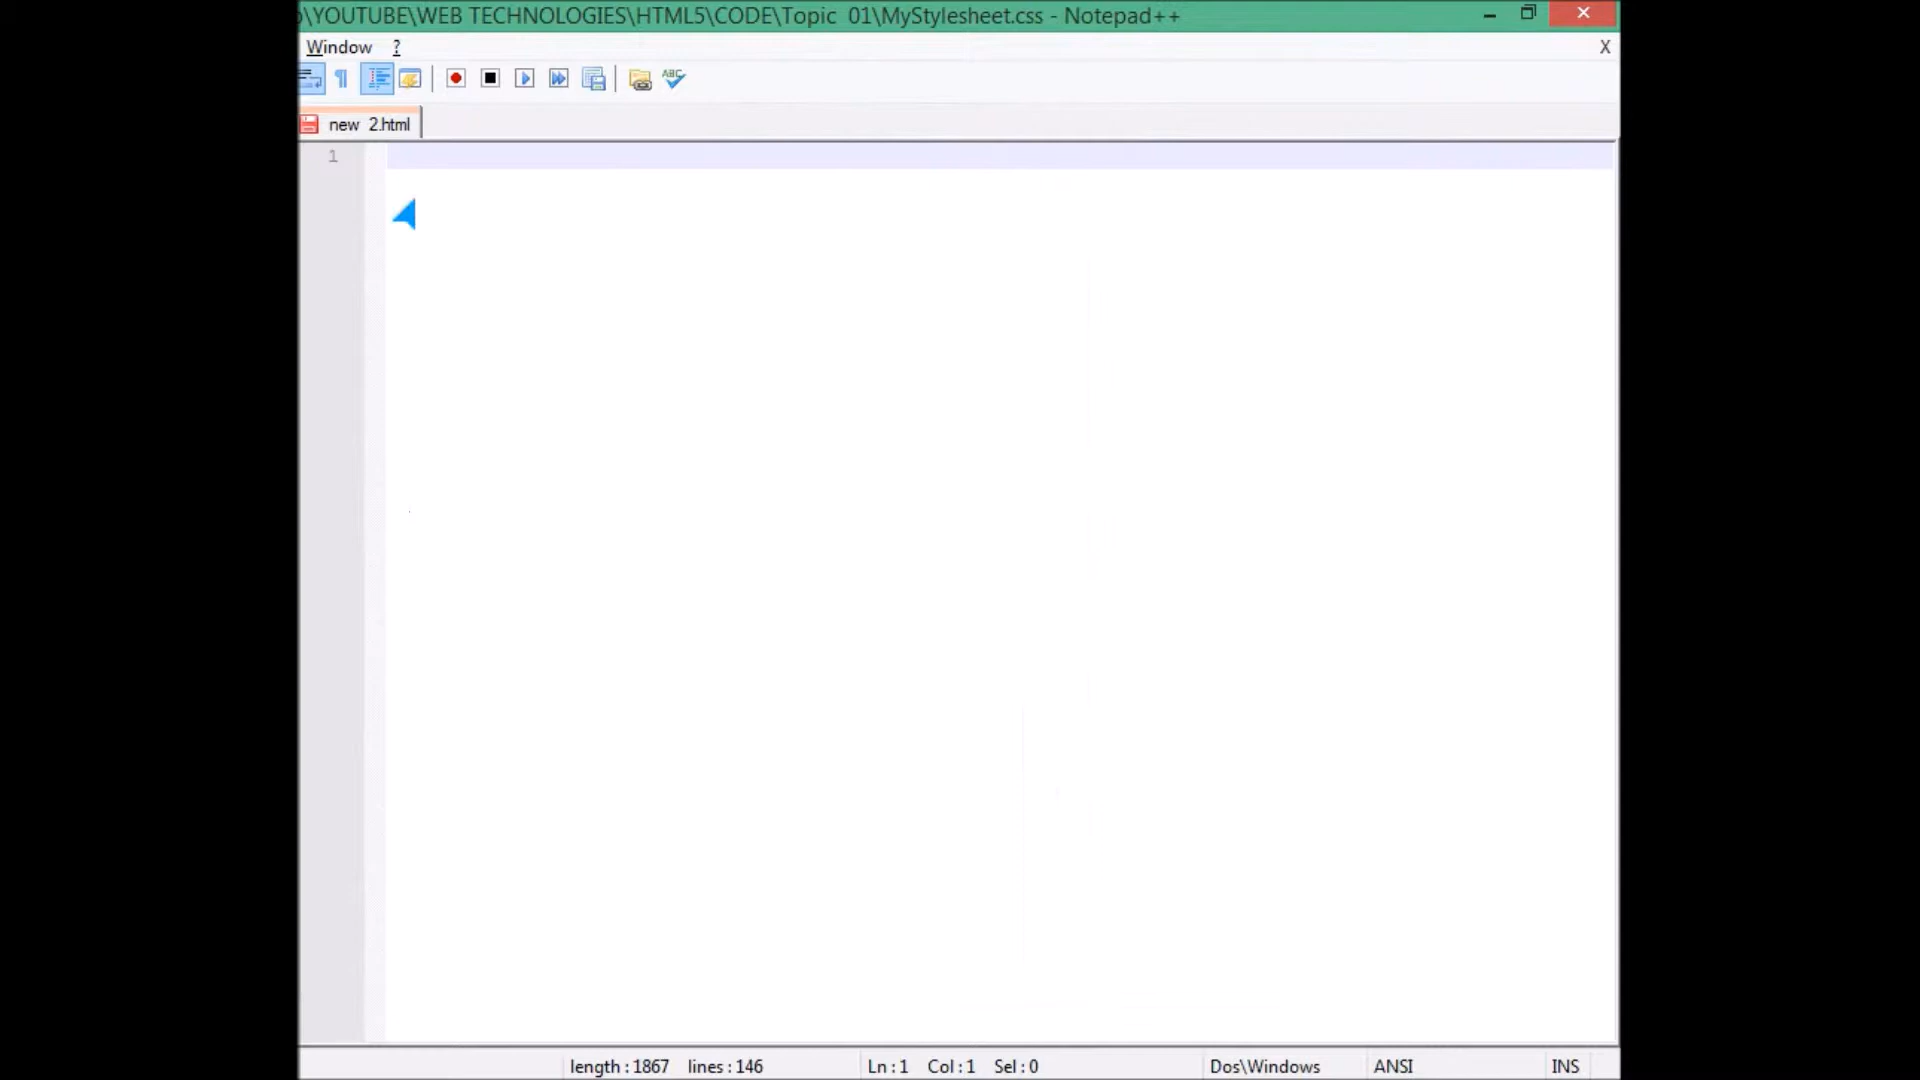 \YOUTUBE\WEB TECHNOLOGIES\HTML5\CODE\Topic 01\MyStylesheet.css - Notepad++
Window ?
X
ABC
new 2.html
1
length : 1867 lines : 146
Ln : 1 Col : 1 Sel : 0
Dos\Windows
ANSI
INS